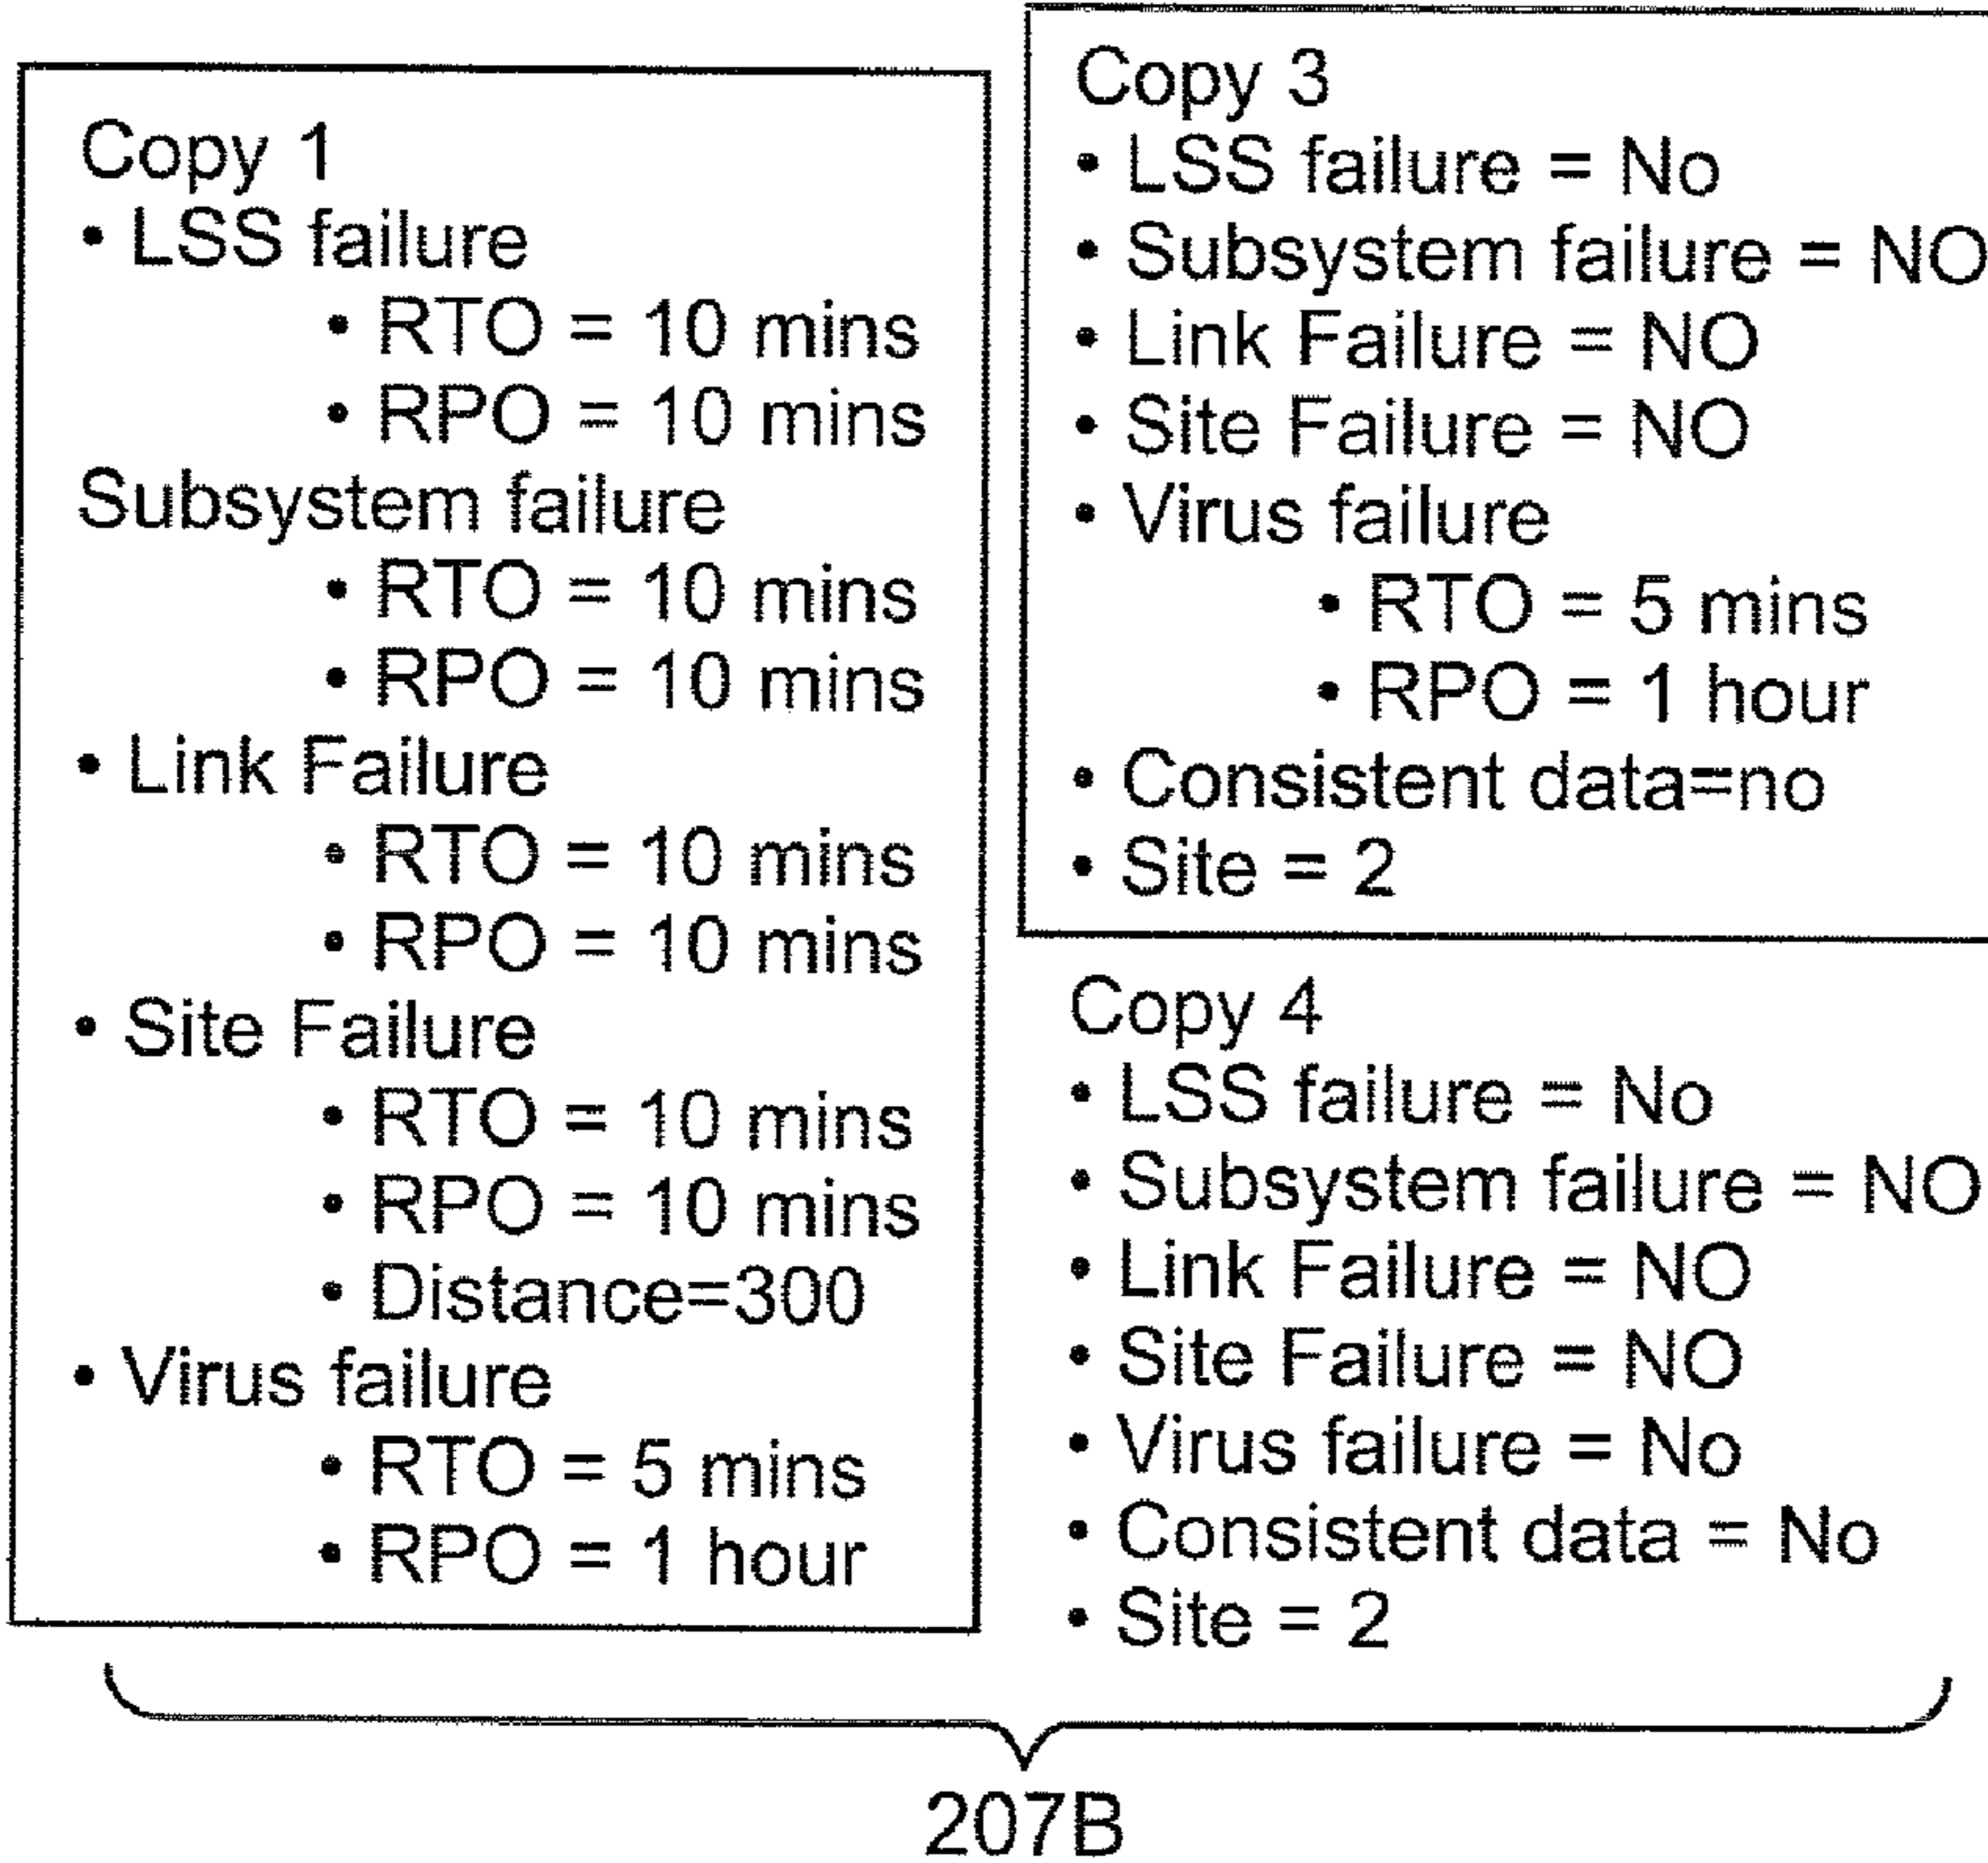 Copy 1
• LSS failure
• RTO = 10 mins
• RPO = 10 mins
Subsystem failure
• RTO = 10 mins
• RPO = 10 mins
• Link Failure
• RTO = 10 mins
• RPO = 10 mins
• Site Failure
• RTO = 10 mins
• RPO = 10 mins
• Distance=300
• Virus failure
• RTO = 5 mins
• RPO = 1 hour
Copy 3
• LSS failure = No
• Subsystem failure = NO
• Link Failure = NO
• Site Failure = NO
• Virus failure
• RTO = 5 mins
• RPO = 1 hour
• Consistent data=no
• Site = 2
Copy 4
• LSS failure = No
• Subsystem failure = NO
• Link Failure = NO
• Site Failure = NO
• Virus failure = No
• Consistent data = No
• Site = 2
207B